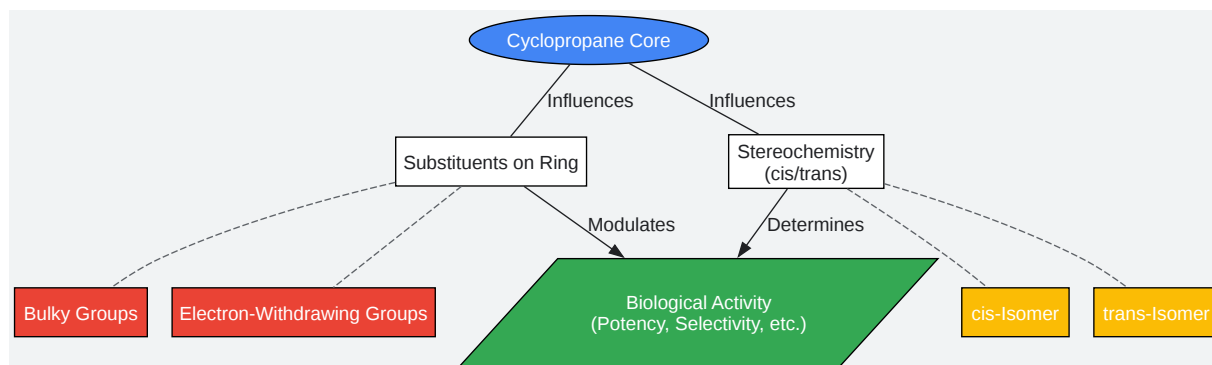 Cyclopropane Core
Influences
Influences
Substituents on Ring
Stereochemistry
(cis/trans)
Modulates
Determines
Bulky Groups
Electron-Withdrawing Groups
Biological Activity
(Potency, Selectivity, etc.)
cis-Isomer
trans-Isomer